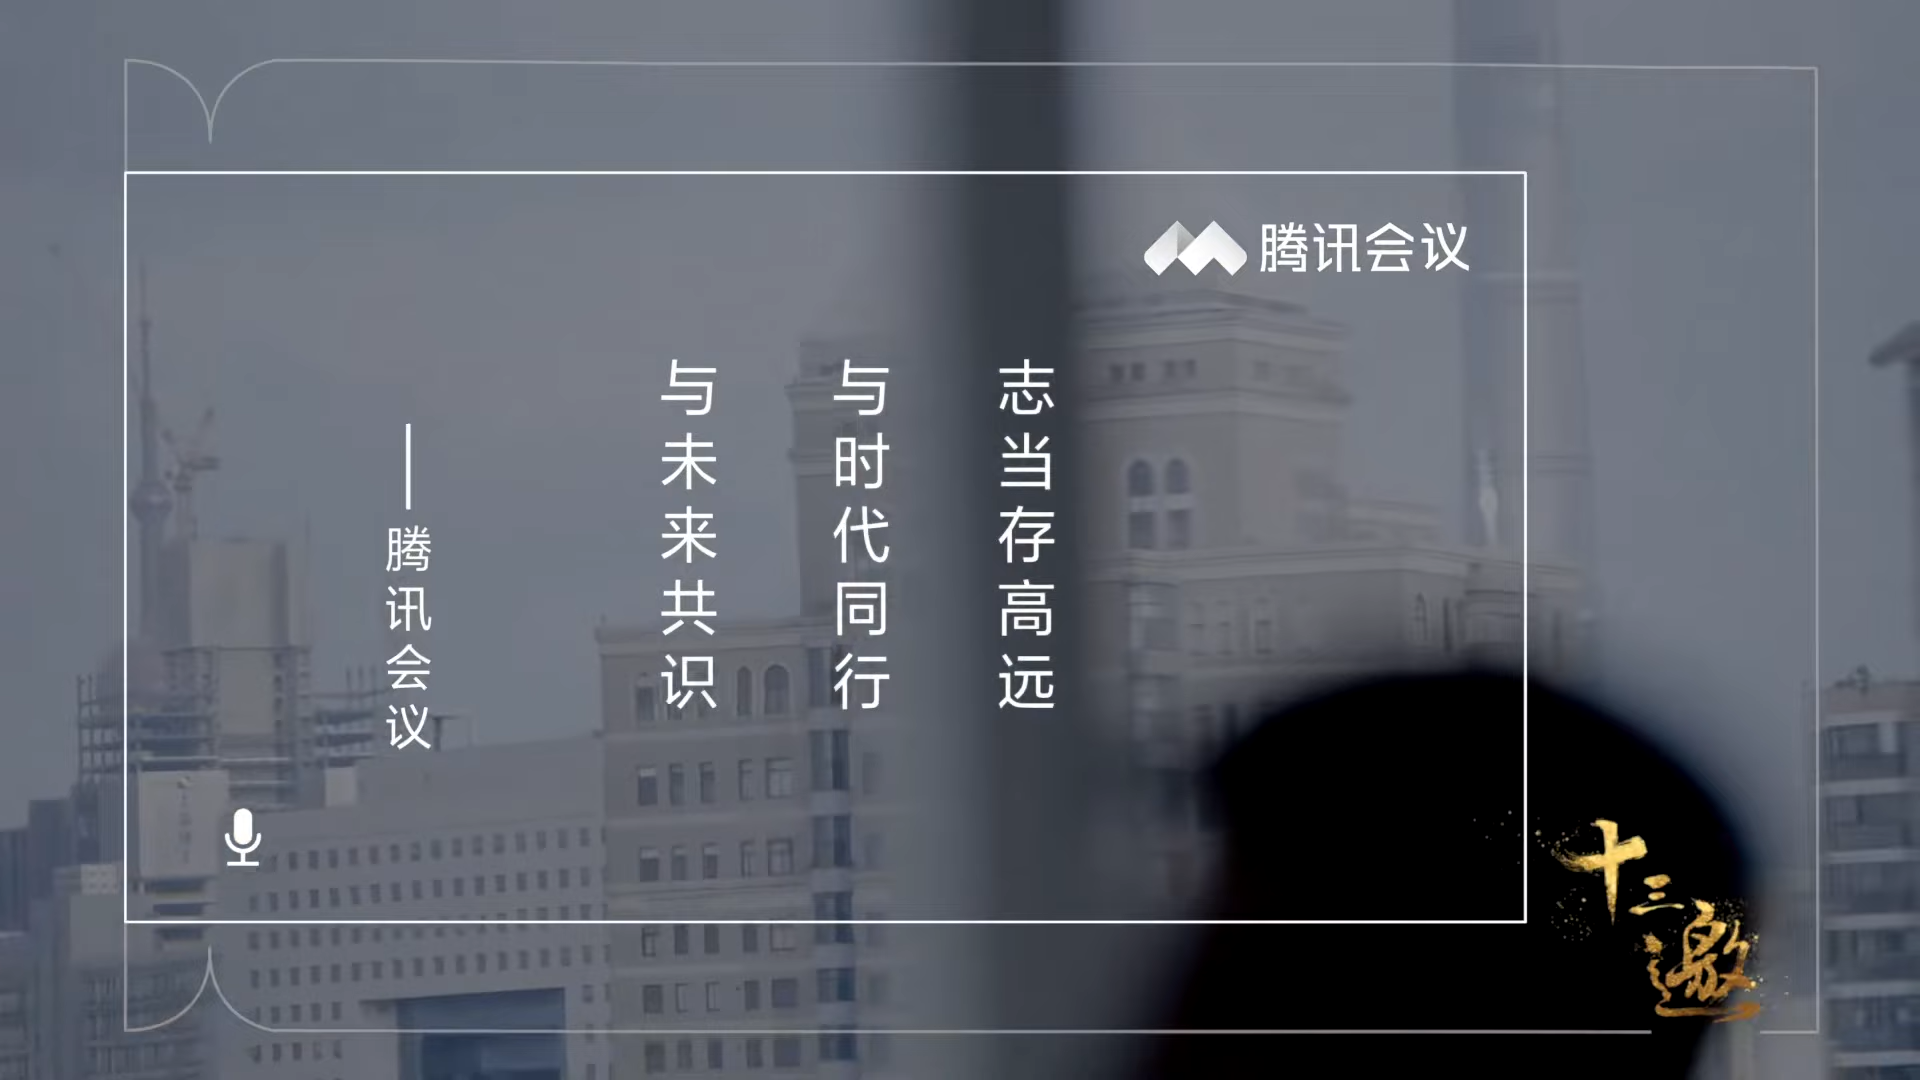 腾讯会议
志当存高远
与时代同行
与未来共识
——腾讯会议
十三邀